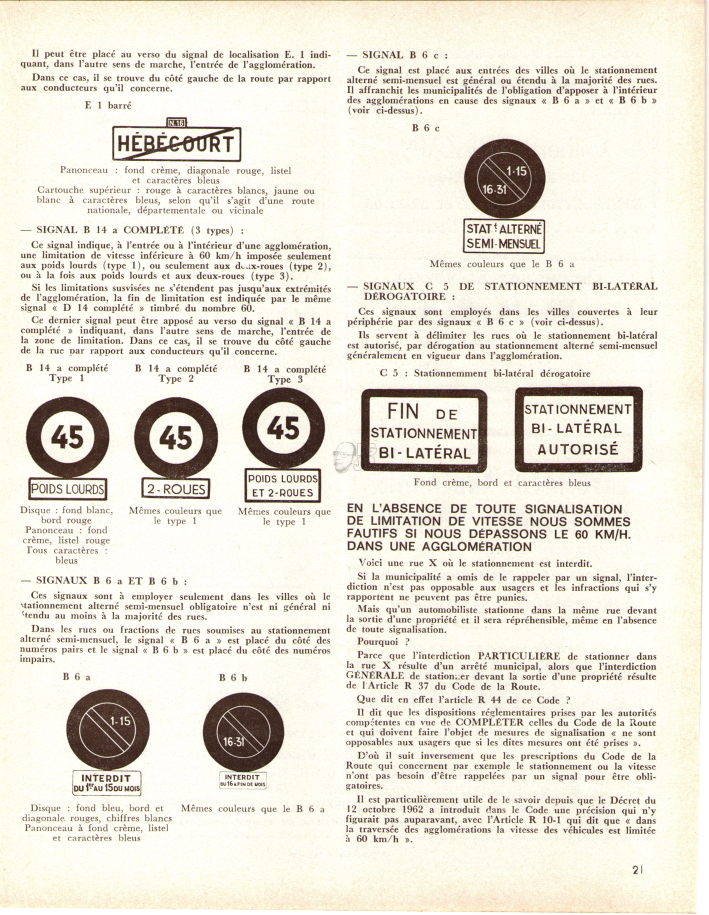 Il peut être placé au verso du signal de localisation E. 1 indi-
quant, dans l'autre sens de marche, l'entrée de l'agglomération.
Dans ce cas, il se trouve du côté gauche de la route par rapport
aux conducteurs qu'il concerne.
E 1 barré
N.18
HÉBÉCOURT
Panonceau : fond crème, diagonale rouge, listel
et caractères bleus
Cartouche supérieur : rouge à caractères blancs, jaune ou
blanc à caractères bleus, selon qu'il s'agit d'une route
nationale, départementale ou vicinale
— SIGNAL B 14 a COMPLÉTÉ (3 types) :
Ce signal indique, à l'entrée ou à l'intérieur d'une agglomération,
une limitation de vitesse inférieure à 60 km/h imposée seulement
aux poids lourds (type 1), ou seulement aux deux-roues (type 2),
ou à la fois aux poids lourds et aux deux-roues (type 3).
Si les limitations susvisées ne s'étendent pas jusqu'aux extrémités
de l'agglomération, la fin de limitation est indiquée par le même
signal « D 14 complété » timbré du nombre 60.
Ce dernier signal peut être apposé au verso du signal « B 14 a
complété » indiquant, dans l'autre sens de marche, l'entrée de
la zone de limitation. Dans ce cas, il se trouve du côté gauche
de la rue par rapport aux conducteurs qu'il concerne.
B 14 a complété
Type 1
B 14 a complété
Type 2
B 14 a complété
Type 3
45
POIDS LOURDS
45
2-ROUES
45
POIDS LOURDS
ET 2-ROUES
Disque : fond blanc,
bord rouge
Panonceau : fond
crème, listel rouge
Tous caractères :
bleus
Mêmes couleurs que
le type 1
Mêmes couleurs que
le type 1
— SIGNAUX B 6 a ET B 6 b :
Ces signaux sont à employer seulement dans les villes où le
stationnement alterné semi-mensuel obligatoire n'est ni général ni
étendu au moins à la majorité des rues.
Dans les rues ou fractions de rues soumises au stationnement
alterné semi-mensuel, le signal « B 6 a » est placé du côté des
numéros pairs et le signal « B 6 b » est placé du côté des numéros
impairs.
B 6 a
B 6 b
1-15
INTERDIT
DU 1er AU 15 DU MOIS
16-31
INTERDIT
DU 16 A FIN DE MOIS
Disque : fond bleu, bord et
diagonale rouges, chiffres blancs
Panonceau à fond crème, listel
et caractères bleus
Mêmes couleurs que le B 6 a
— SIGNAL B 6 c :
Ce signal est placé aux entrées des villes où le stationnement
alterné semi-mensuel est général ou étendu à la majorité des rues.
Il affranchit les municipalités de l'obligation d'apposer à l'intérieur
des agglomérations en cause des signaux « B 6 a » et « B 6 b »
(voir ci-dessus).
B 6 c
1-15
16-31
STATt ALTERNÉ
SEMI-MENSUEL
Mêmes couleurs que le B 6 a
— SIGNAUX C 5 DE STATIONNEMENT BI-LATÉRAL
DÉROGATOIRE :
Ces signaux sont employés dans les villes couvertes à leur
périphérie par des signaux « B 6 c » (voir ci-dessus).
Ils servent à délimiter les rues où le stationnement bi-latéral
est autorisé, par dérogation au stationnement alterné semi-mensuel
généralement en vigueur dans l'agglomération.
C 5 : Stationnemment bi-latéral dérogatoire
FIN DE
STATIONNEMENT
BI-LATÉRAL
STATIONNEMENT
BI-LATÉRAL
AUTORISÉ
Fond crème, bord et caractères bleus
EN L'ABSENCE DE TOUTE SIGNALISATION
DE LIMITATION DE VITESSE NOUS SOMMES
FAUTIFS SI NOUS DÉPASSONS LE 60 KM/H.
DANS UNE AGGLOMÉRATION
Voici une rue X où le stationnement est interdit.
Si la municipalité a omis de le rappeler par un signal, l'inter-
diction n'est pas opposable aux usagers et les infractions qui s'y
rapportent ne peuvent pas être punies.
Mais qu'un automobiliste stationne dans la même rue devant
la sortie d'une propriété et il sera répréhensible, même en l'absence
de toute signalisation.
Pourquoi ?
Parce que l'interdiction PARTICULIÈRE de stationner dans
la rue X résulte d'un arrêté municipal, alors que l'interdiction
GÉNÉRALE de stationner devant la sortie d'une propriété résulte
de l'Article R 37 du Code de la Route.
Que dit en effet l'article R 44 de ce Code ?
Il dit que les dispositions réglementaires prises par les autorités
compétentes en vue de COMPLÉTER celles du Code de la Route
et qui doivent faire l'objet de mesures de signalisation « ne sont
opposables aux usagers que si les dites mesures ont été prises ».
D'où il suit inversement que les prescriptions du Code de la
Route qui concernent par exemple le stationnement ou la vitesse
n'ont pas besoin d'être rappelées par un signal pour être obli-
gatoires.
Il est particulièrement utile de le savoir depuis que le Décret du
12 octobre 1962 a introduit dans le Code une précision qui n'y
figurait pas auparavant, avec l'Article R 10-1 qui dit que « dans
la traversée des agglomérations la vitesse des véhicules est limitée
à 60 km/h ».
21